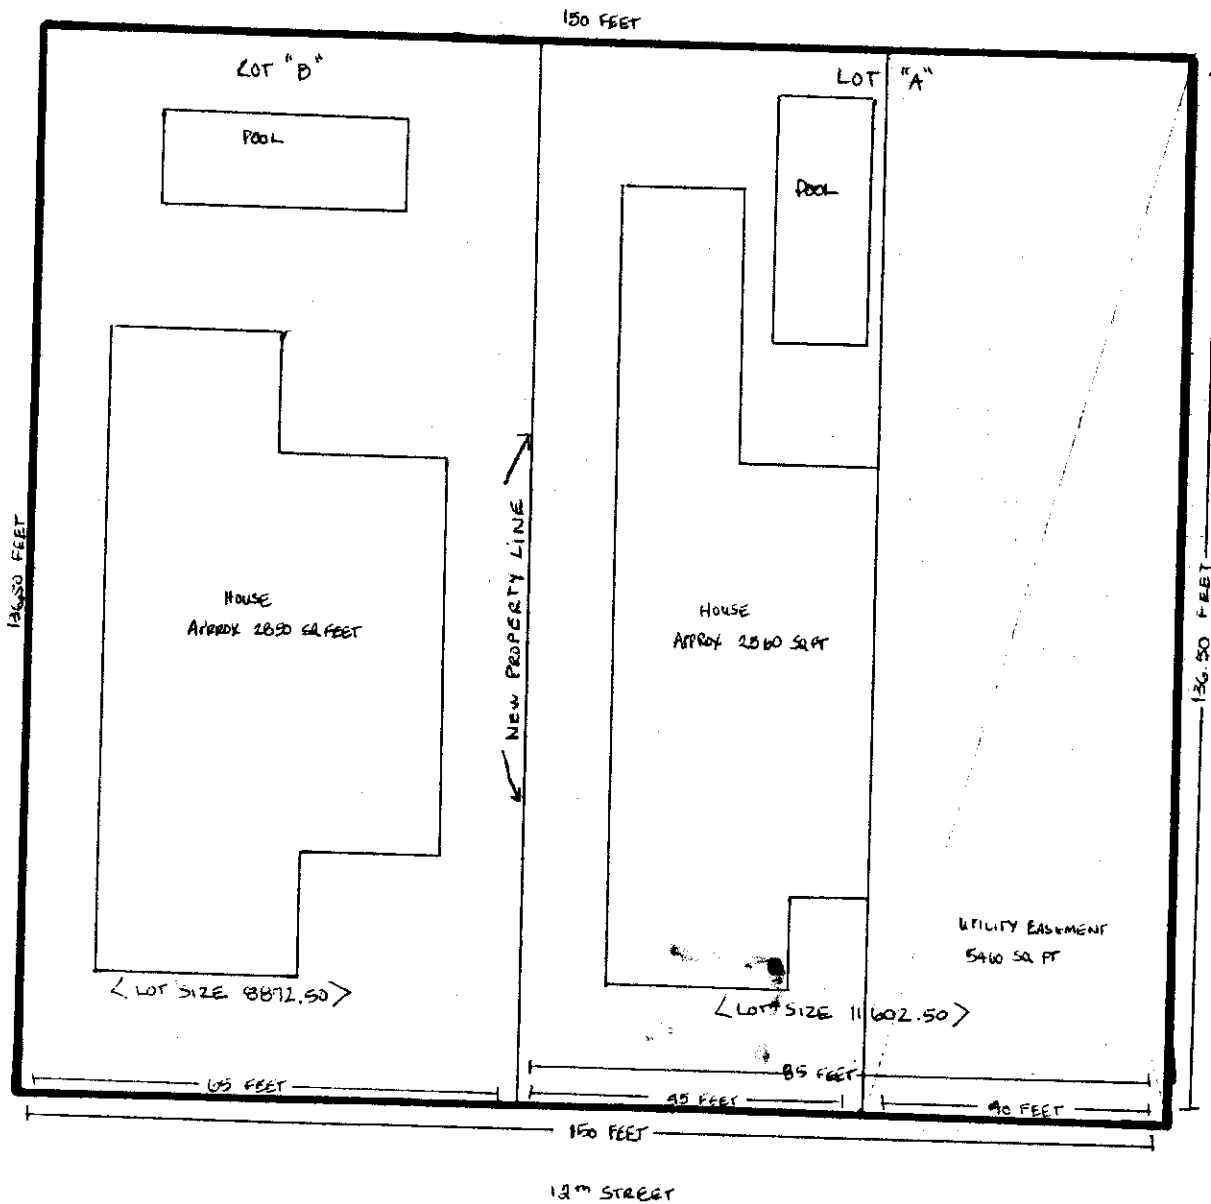 150 FEET
LOT "B"
LOT "A"
POOL
POOL
136.50 FEET
NEW PROPERTY LINE
HOUSE
APPROX 2850 SQ FEET
HOUSE
APPROX 2560 SQ FT
136.50 FEET
UTILITY EASEMENT
5460 SQ FT
< LOT SIZE 8872.50 >
< LOT SIZE 11602.50 >
85 FEET
65 FEET
45 FEET
40 FEET
150 FEET
12TH STREET